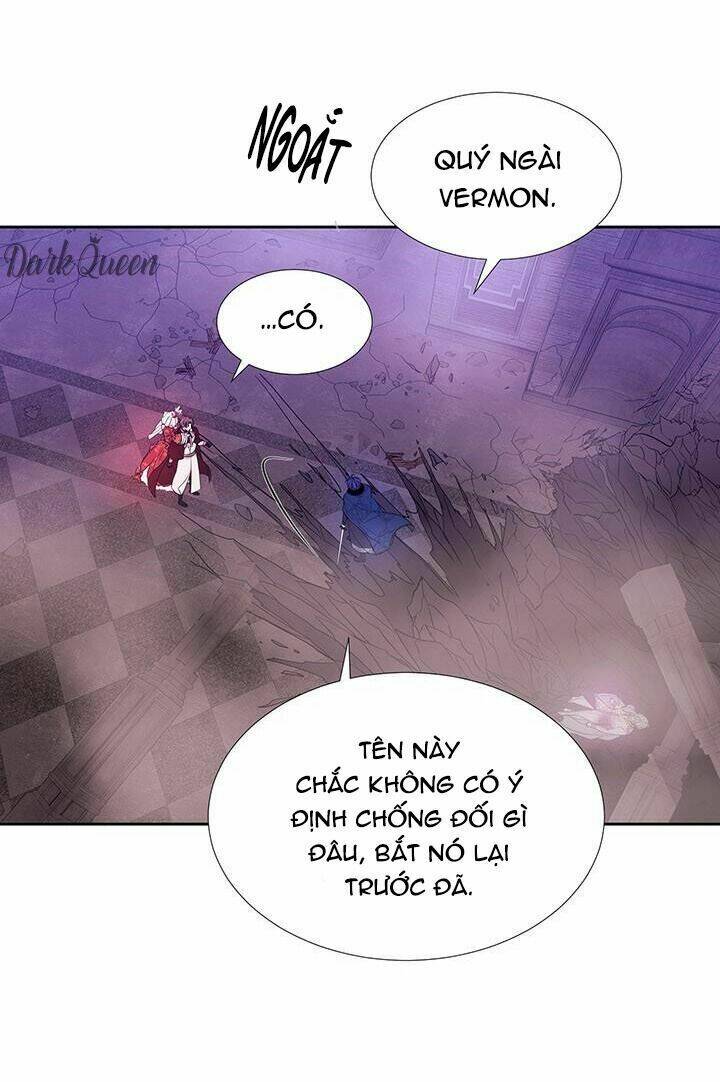 NGOẮT
QUÝ NGÀI
VERMON.
DarkQueen
...CÓ.
TÊN NÀY
CHẮC KHÔNG CÓ Ý
ĐỊNH CHỐNG ĐỐI GÌ
ĐÂU, BẮT NÓ LẠI
TRƯỚC ĐÃ.